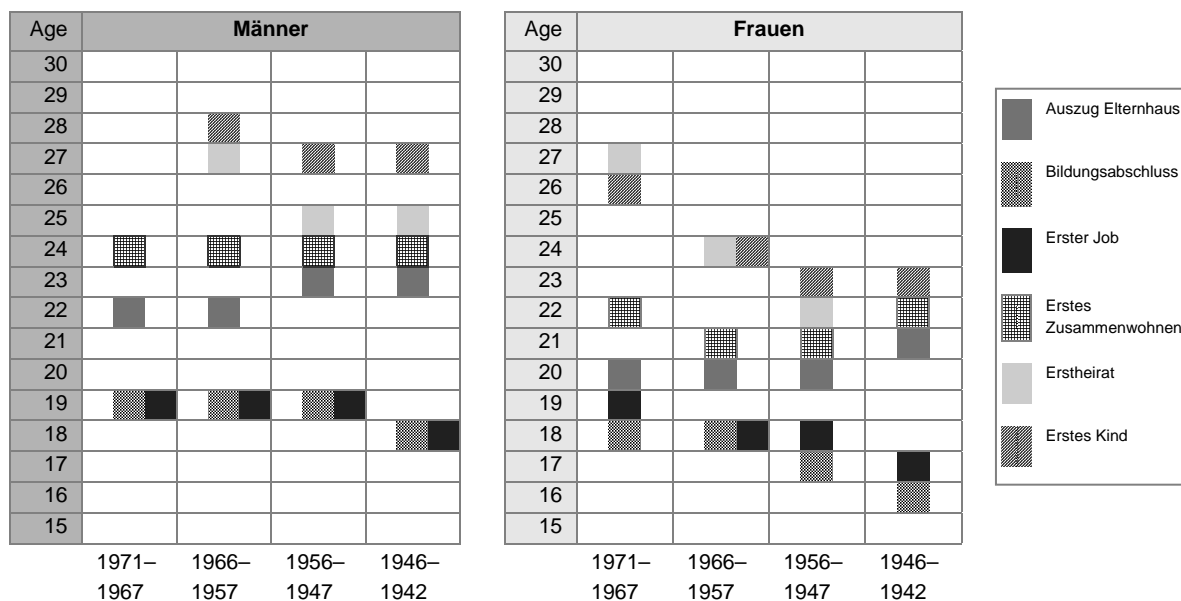 Age Männer
30
29
28
27
26
25
24
23
22
21
20
19
18
17
16
15
1971– 1966– 1956– 1946–
1967 1957 1947 1942
Age Frauen
30
29
28
27
26
25
24
23
22
21
20
19
18
17
16
15
1971– 1966– 1956– 1946–
1967 1957 1947 1942
Auszug Elternhaus
Bildungsabschluss
Erster Job
Erstes
Zusammenwohnen
Erstheirat
Erstes Kind